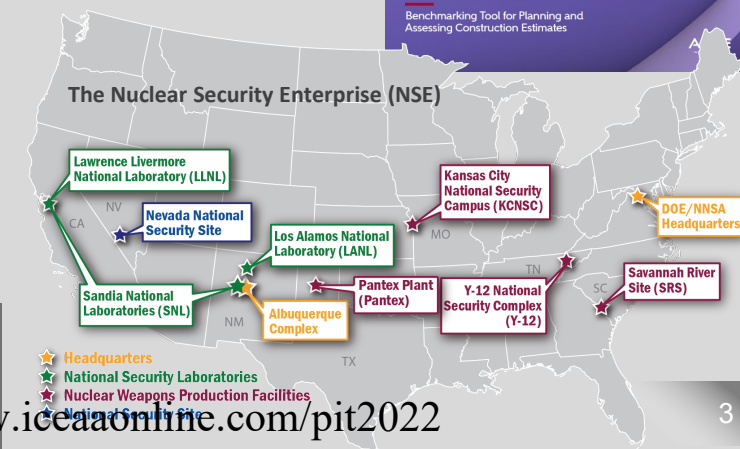 Benchmarking Tool for Planning and
Assessing Construction Estimates
The Nuclear Security Enterprise (NSE)
Lawrence Livermore
National Laboratory (LLNL)
Kansas City
National Security
Campus (KCNSC)
NV
Nevada National
Security Site
CA
DOE/NNSA
Headquarters
MO
Los Alamos National
Laboratory (LANL)
TN
Savannah River
Site (SRS)
SC
Pantex Plant
(Pantex)
Y-12 National
Security Complex
(Y-12)
Sandia National
Laboratories (SNL)
Albuquerque
Complex
NM
TX
Headquarters
National Security Laboratories
Nuclear Weapons Production Facilities
National Security Site
.iceaaonline.com/pit2022
3